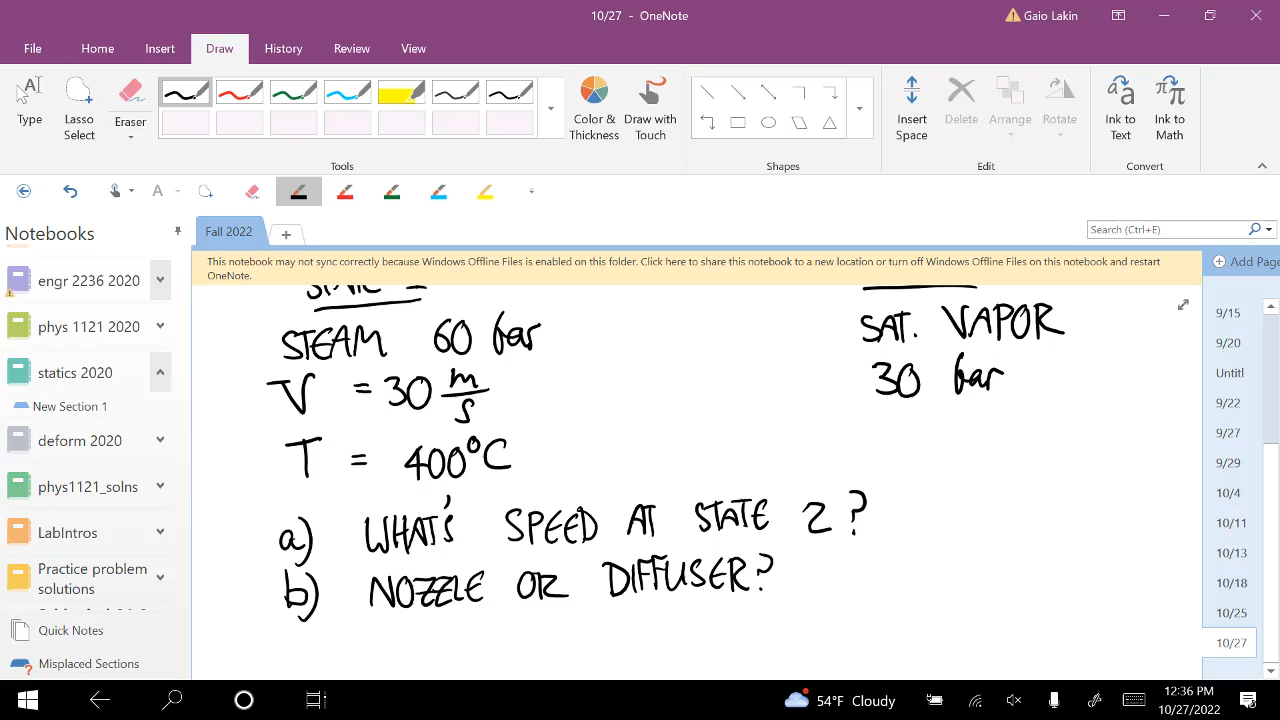 10/27 - OneNote
Gaio Lakin
File Home Insert Draw History Review View
Type
Lasso Select
Eraser
Color & Thickness
Draw with Touch
Insert Space
Delete
Arrange
Rotate
Ink to Text
Ink to Math
Tools
Shapes
Edit
Convert
Notebooks
Fall 2022
Search (Ctrl+E)
This notebook may not sync correctly because Windows Offline Files is enabled on this folder. Click here to share this notebook to a new location or turn off Windows Offline Files on this notebook and restart
OneNote.
Add Page
engr 2236 2020
phys 1121 2020
statics 2020
New Section 1
deform 2020
phys1121_solns
LabIntros
Practice problem
solutions
Quick Notes
Misplaced Sections
STATE 1
STEAM 60 bar
V = 30 m/s
T = 400°C
SAT. VAPOR
30 bar
a) WHAT'S SPEED AT STATE 2?
b) NOZZLE OR DIFFUSER?
9/15
9/20
Untitl
9/22
9/27
9/29
10/4
10/11
10/13
10/18
10/25
10/27
54°F Cloudy
12:36 PM
10/27/2022